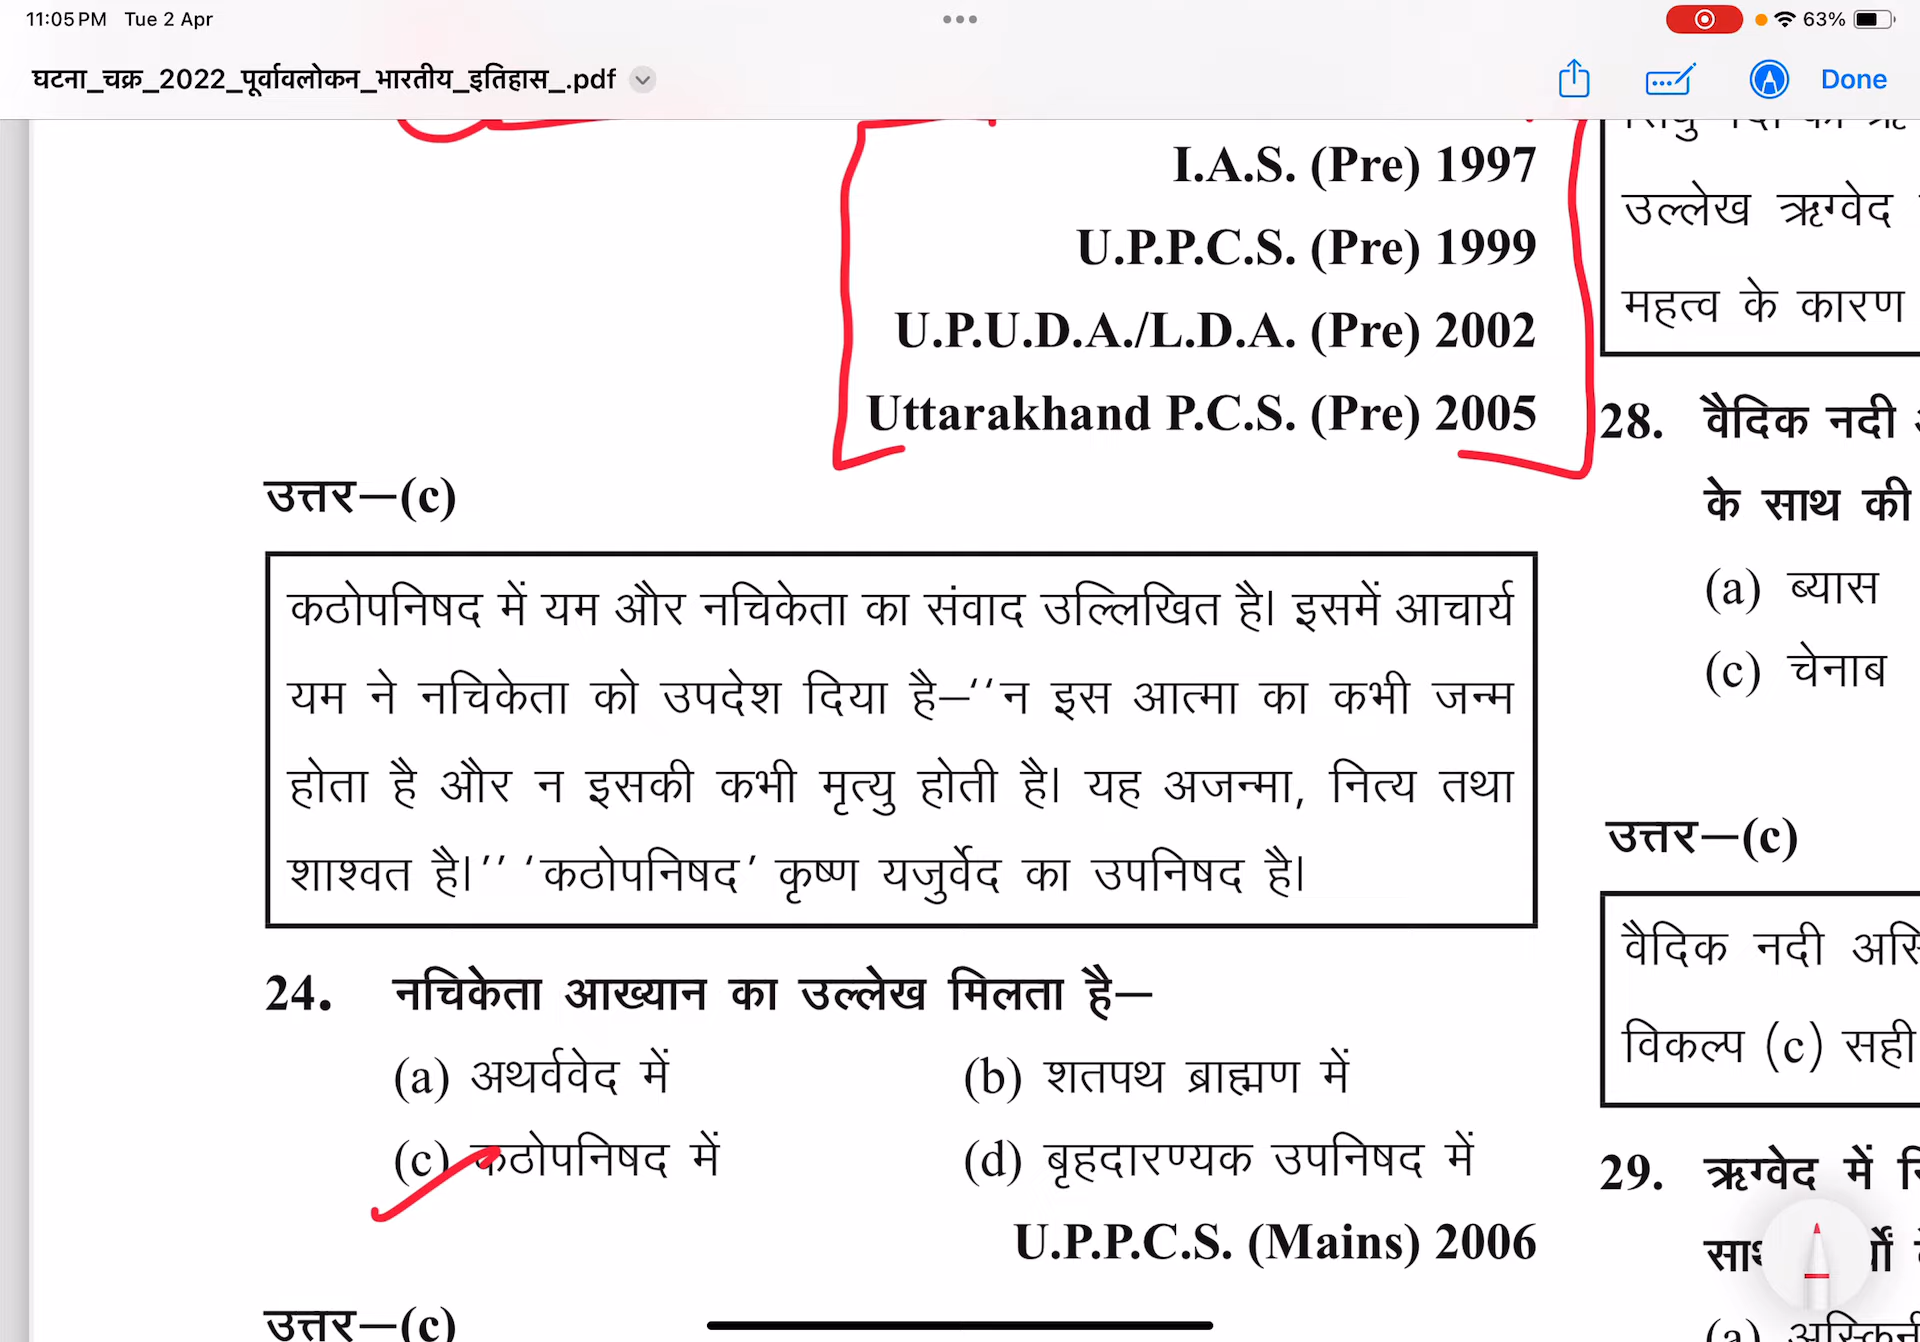 11:05 PM Tue 2 Apr
63%
घटना_चक्र_2022_पूर्वावलोकन_भारतीय_इतिहास_.pdf
Done
I.A.S. (Pre) 1997
U.P.P.C.S. (Pre) 1999
U.P.U.D.A./L.D.A. (Pre) 2002
Uttarakhand P.C.S. (Pre) 2005
उत्तर—(c)
कठोपनिषद में यम और नचिकेता का संवाद उल्लिखित है। इसमें आचार्य
यम ने नचिकेता को उपदेश दिया है–‘‘न इस आत्मा का कभी जन्म
होता है और न इसकी कभी मृत्यु होती है। यह अजन्मा, नित्य तथा
शाश्वत है।’’ ‘कठोपनिषद’ कृष्ण यजुर्वेद का उपनिषद है।
24. नचिकेता आख्यान का उल्लेख मिलता है—
(a) अथर्ववेद में (b) शतपथ ब्राह्मण में
(c) कठोपनिषद में (d) बृहदारण्यक उपनिषद में
U.P.P.C.S. (Mains) 2006
उत्तर—(c)
उल्लेख ऋग्वेद
महत्व के कारण
28. वैदिक नदी
के साथ की
(a) ब्यास
(c) चेनाब
उत्तर—(c)
वैदिक नदी
विकल्प (c) सही
29. ऋग्वेद में
(a)